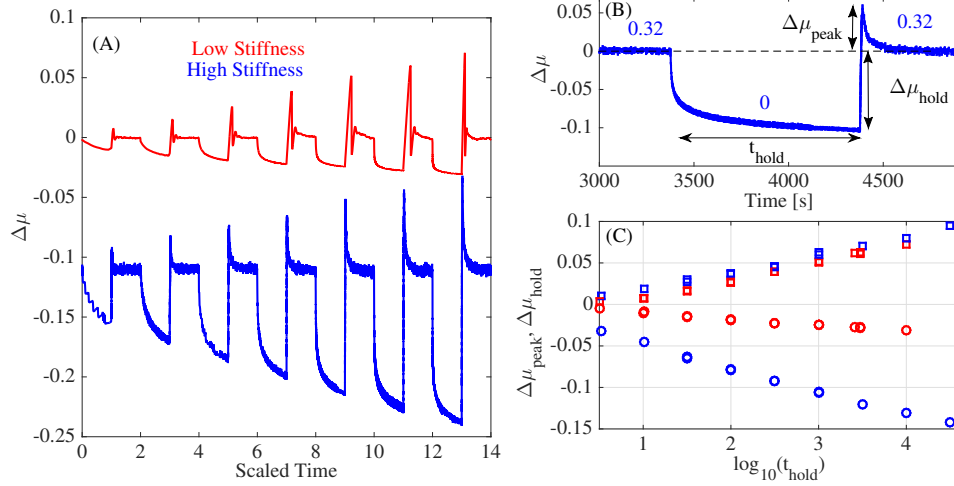 (A)
Low Stiffness
High Stiffness
0.1
0.05
0
-0.05
-0.1
-0.15
-0.2
-0.25
Δμ
0 2 4 6 8 10 12 14
Scaled Time
(B)
0.32
0.32
0
Δμpeak
Δμhold
thold
0.05
0
-0.05
-0.1
Δμ
3000 3500 4000 4500
Time [s]
(C)
0.1
0.05
0
-0.05
-0.1
-0.15
Δμpeak, Δμhold
1 2 3 4
log10(thold)